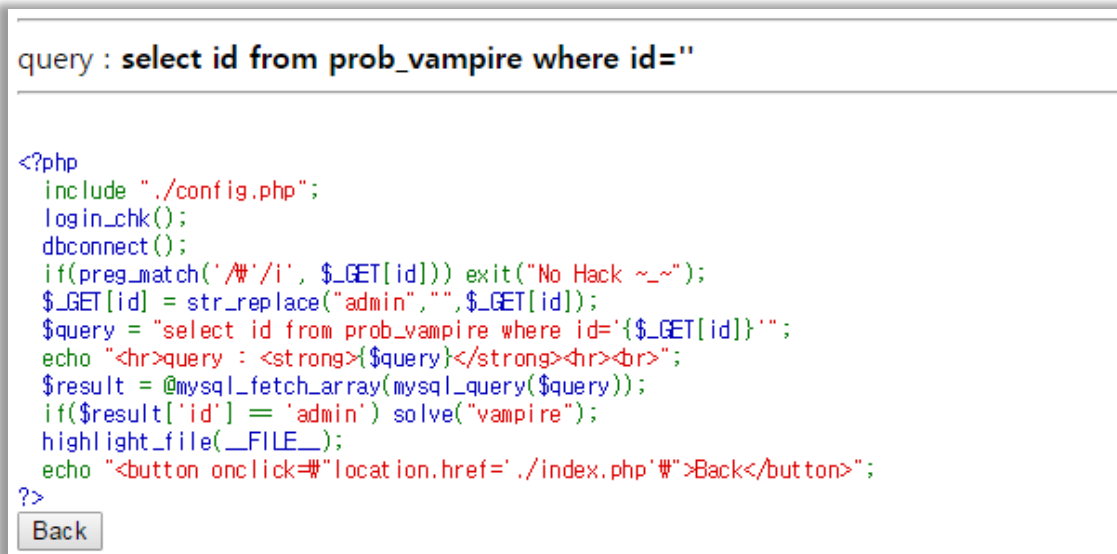 query : select id from prob_vampire where id=''
<?php
include "./config.php";
login_chk();
dbconnect();
if(preg_match('/₩'/i', $_GET[id])) exit("No Hack ~_~");
$_GET[id] = str_replace("admin","",$_GET[id]);
$query = "select id from prob_vampire where id='{$_GET[id]}'";
echo "<hr>query : <strong>{$query}</strong><hr><br>";
$result = @mysql_fetch_array(mysql_query($query));
if($result['id'] == 'admin') solve("vampire");
highlight_file(__FILE__);
echo "<button onclick=₩"location.href='./index.php'₩">Back</button>";
?>
Back